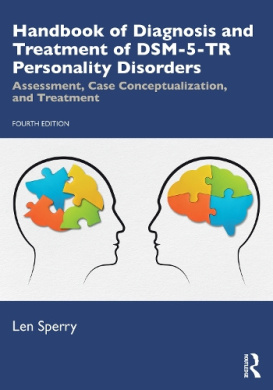 Handbook of Diagnosis and
Treatment of DSM-5-TR
Personality Disorders
Assessment, Case Conceptualization,
and Treatment
FOURTH EDITION
Len Sperry
ROUTLEDGE